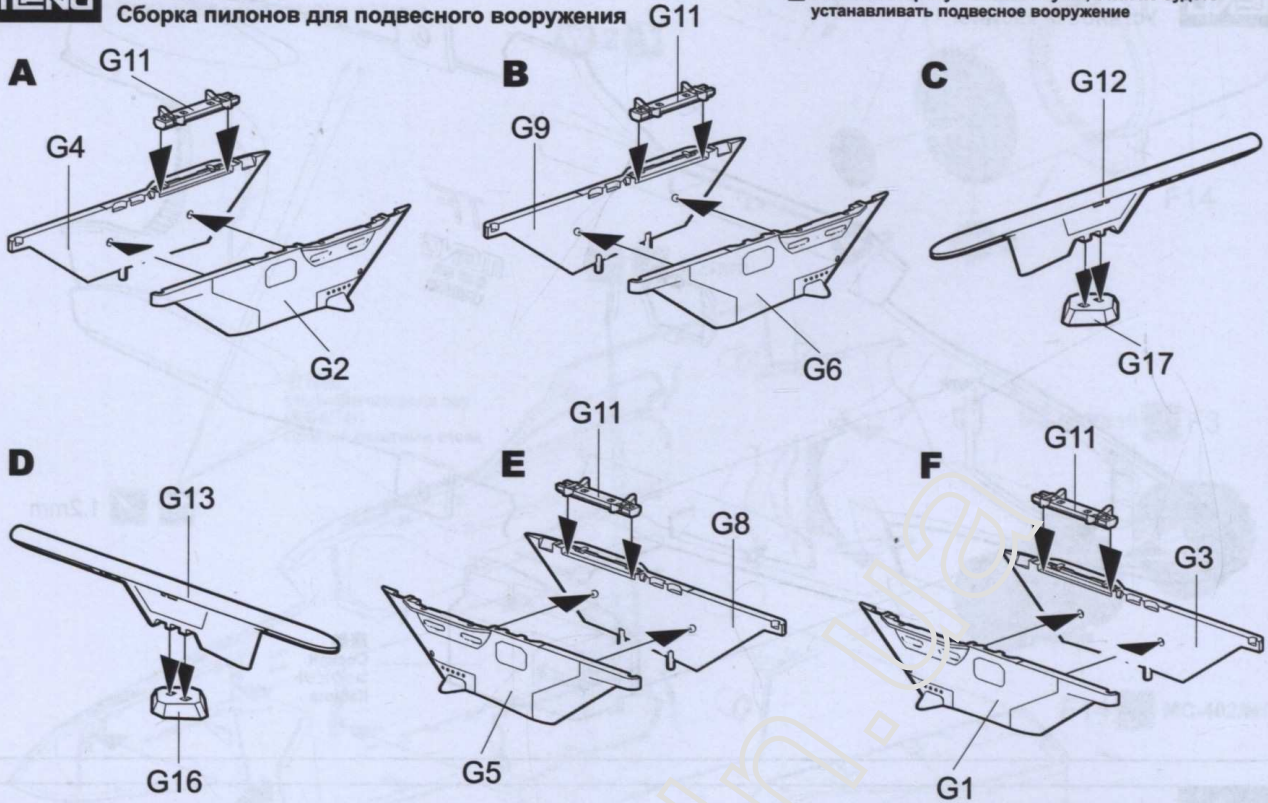 Сборка пилонов для подвесного вооружения
устанавливать подвесное вооружение
A
G11
G4
G2
B
G11
G9
G6
C
G12
G17
D
G13
G16
E
G11
G8
G5
F
G11
G3
G1